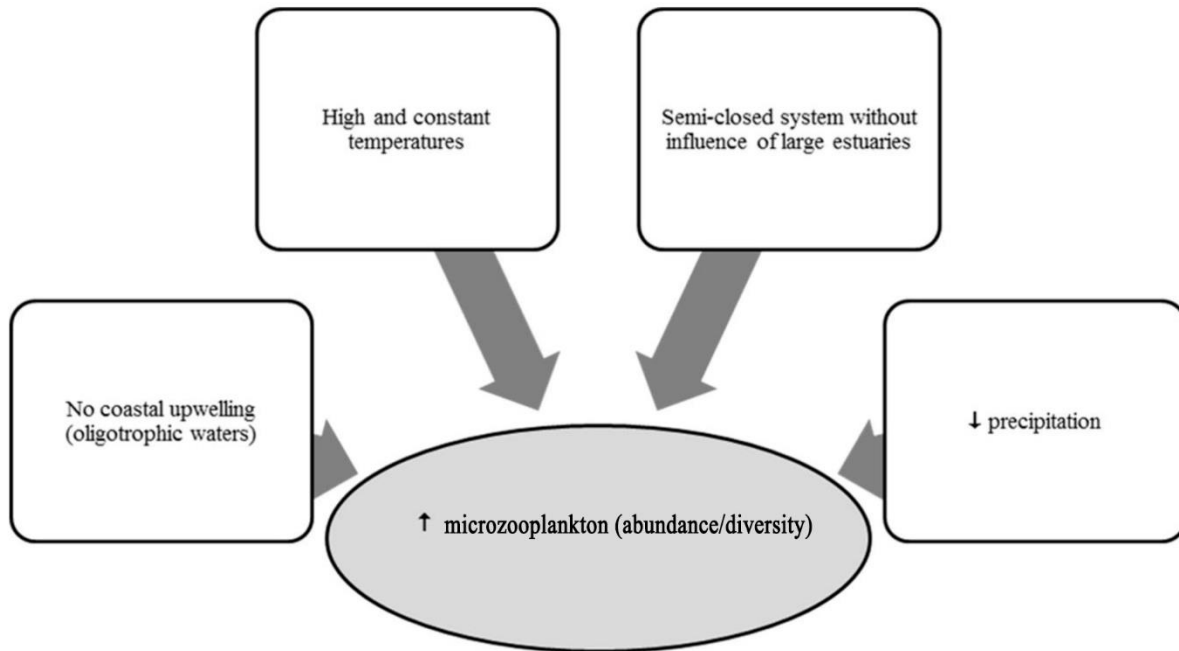 High and constant
temperatures
Semi-closed system without
influence of large estuaries
No coastal upwelling
(oligotrophic waters)
↓ precipitation
↑ microzooplankton (abundance/diversity)